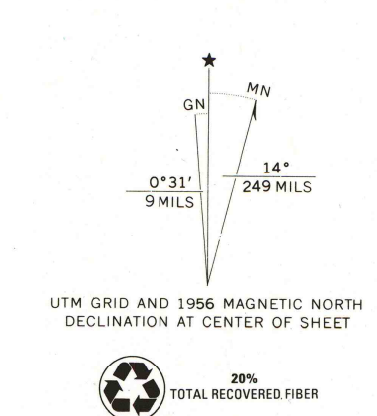 MN
GN
14°
249 MILS
0°31'
9 MILS
UTM GRID AND 1956 MAGNETIC NORTH
DECLINATION AT CENTER OF SHEET
20%
TOTAL RECOVERED FIBER